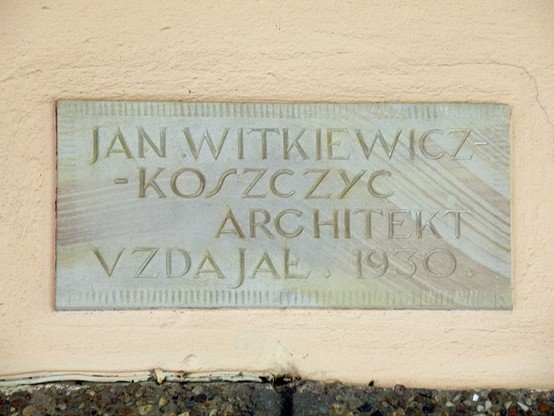 JAN.WITKIEWICZ-
-KOSZCZYC
ARCHITEKT
VZDAJAŁ. 1930.